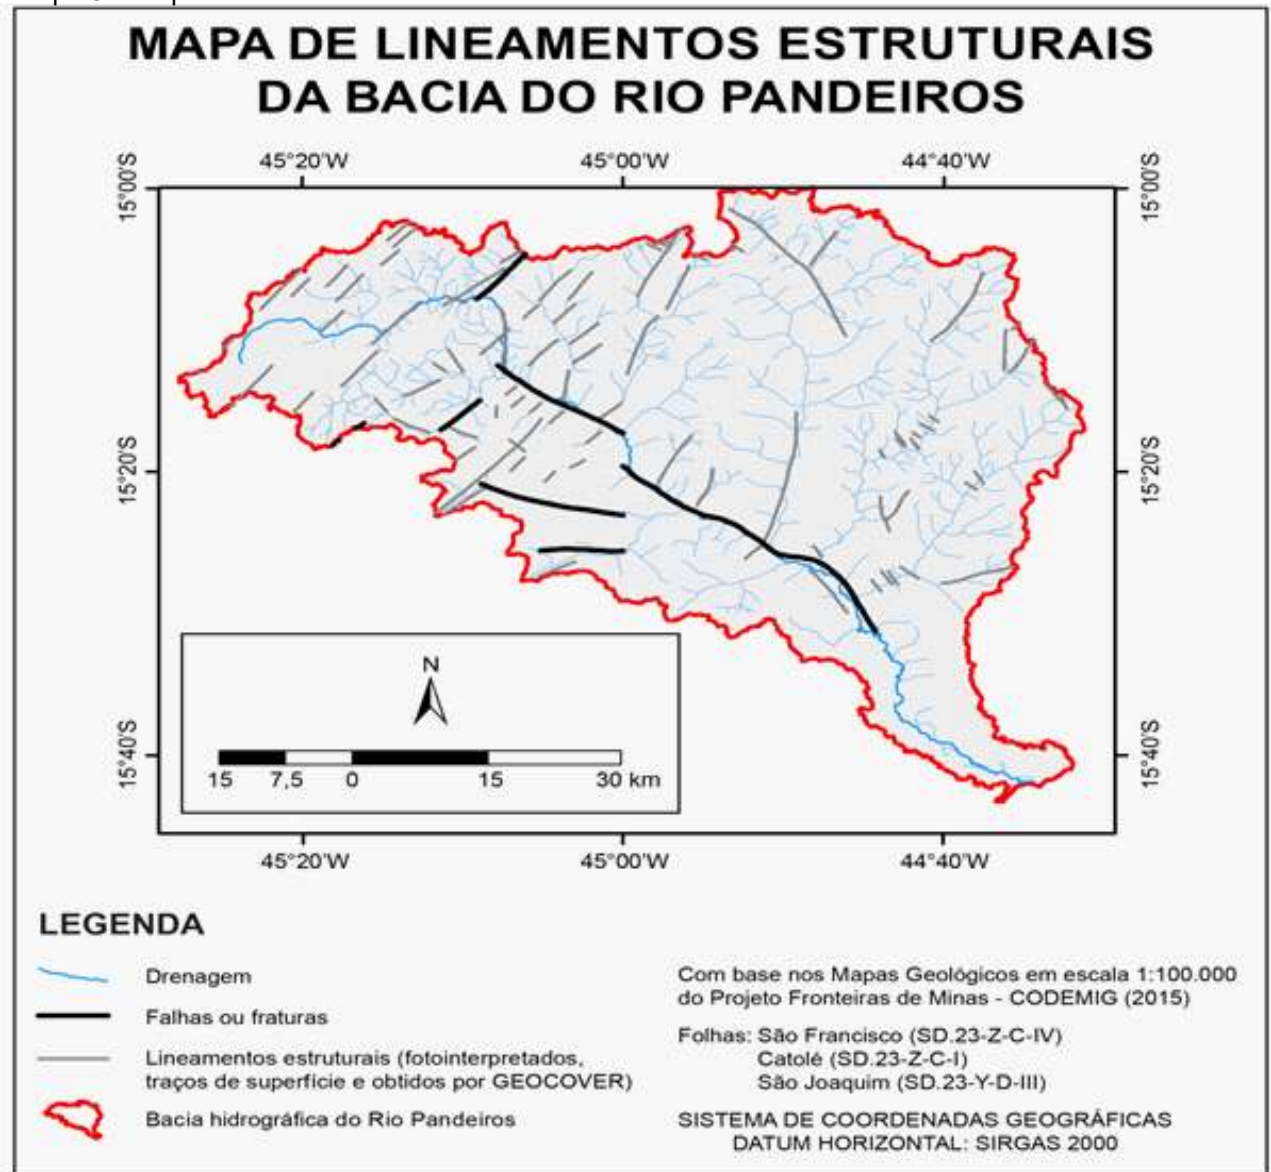 MAPA DE LINEAMENTOS ESTRUTURAIS
DA BACIA DO RIO PANDEIROS
45°20'W 45°00'W 44°40'W
15°00'S 15°00'S
15°20'S 15°20'S
15°40'S 15°40'S
N
15 7,5 0 15 30 km
45°20'W 45°00'W 44°40'W
LEGENDA
Drenagem
Falhas ou fraturas
Lineamentos estruturais (fotointerpretados,
traços de superfície e obtidos por GEOCOVER)
Bacia hidrográfica do Rio Pandeiros
Com base nos Mapas Geológicos em escala 1:100.000
do Projeto Fronteiras de Minas - CODEMIG (2015)
Folhas: São Francisco (SD.23-Z-C-IV)
Catolé (SD.23-Z-C-I)
São Joaquim (SD.23-Y-D-III)
SISTEMA DE COORDENADAS GEOGRÁFICAS
DATUM HORIZONTAL: SIRGAS 2000